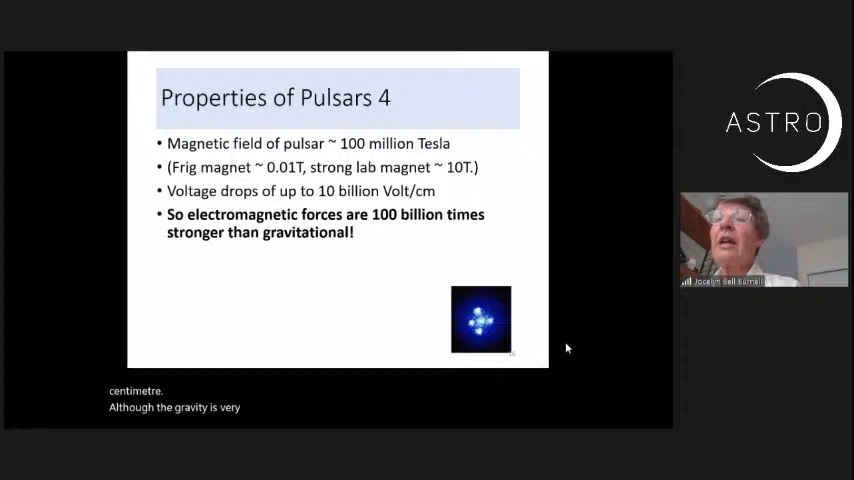 Properties of Pulsars 4
• Magnetic field of pulsar ~ 100 million Tesla
• (Frig magnet ~ 0.01T, strong lab magnet ~ 10T.)
• Voltage drops of up to 10 billion Volt/cm
• So electromagnetic forces are 100 billion times
stronger than gravitational!
ASTRO
Jocelyn Bell Burnell
centimetre.
Although the gravity is very